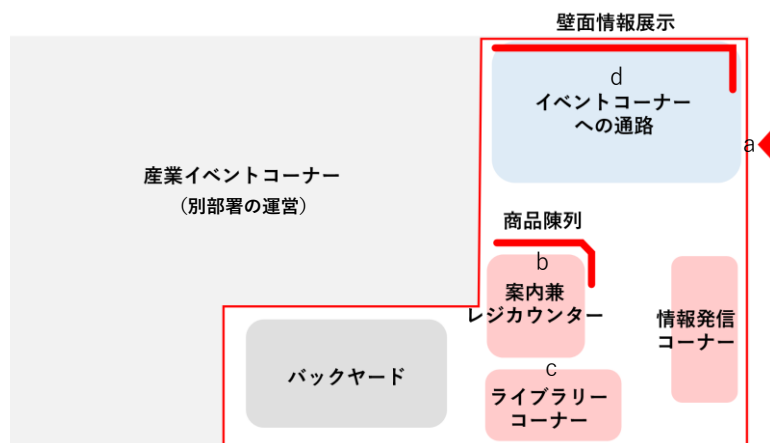 壁面情報展示
d
イベントコーナー
への通路
a
産業イベントコーナー
（別部署の運営）
商品陳列
b
案内兼
レジカウンター
情報発信
コーナー
バックヤード
c
ライブラリー
コーナー